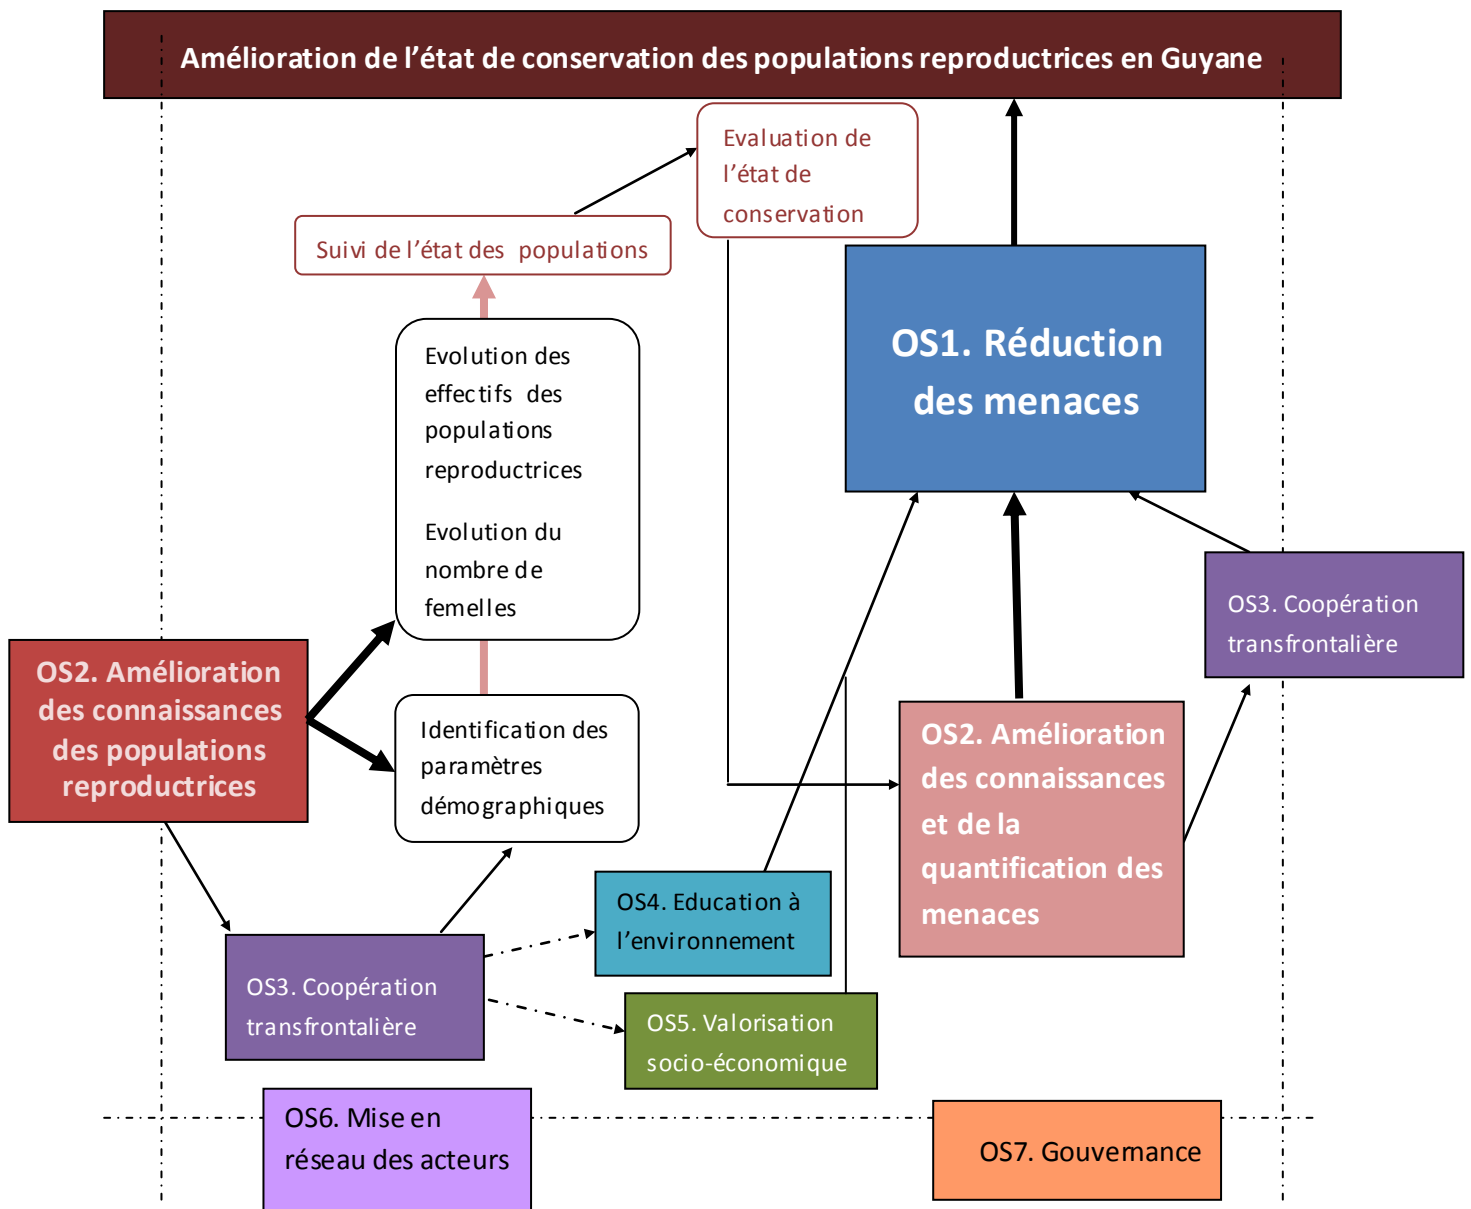 Amélioration de l’état de conservation des populations reproductrices en Guyane
Evaluation de
l’état de
conservation
Suivi de l’état des populations
Evolution des
effectifs des
populations
reproductrices
Evolution du
nombre de
femelles
OS1. Réduction
des menaces
OS3. Coopération
transfrontalière
OS2. Amélioration
des connaissances
des populations
reproductrices
Identification des
paramètres
démographiques
OS2. Amélioration
des connaissances
et de la
quantification des
menaces
OS4. Education à
l’environnement
OS3. Coopération
transfrontalière
OS5. Valorisation
socio-économique
OS6. Mise en
réseau des acteurs
OS7. Gouvernance